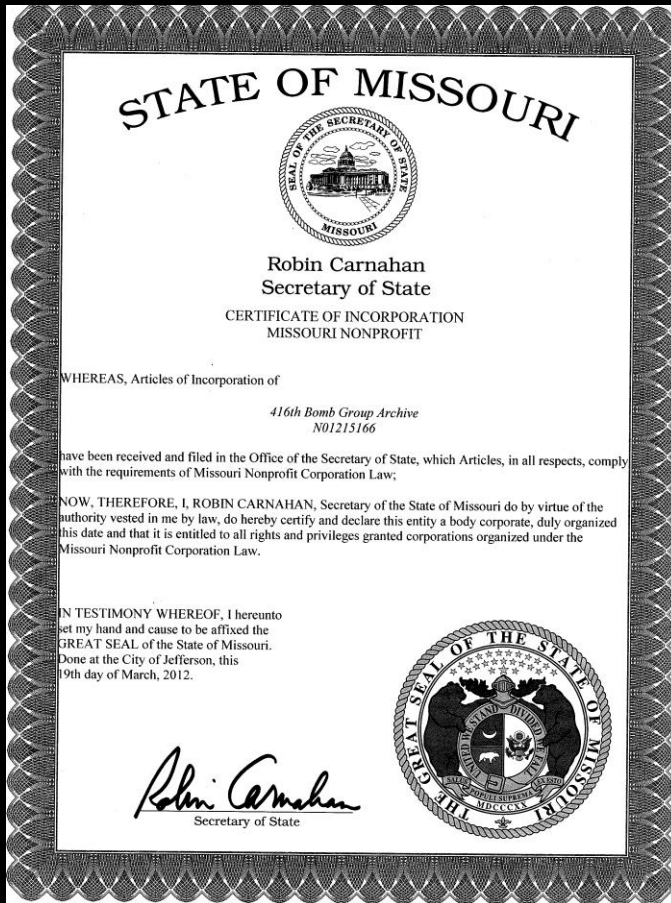 STATE OF MISSOURI
SEAL OF THE SECRETARY OF STATE
MISSOURI
Robin Carnahan
Secretary of State
CERTIFICATE OF INCORPORATION
MISSOURI NONPROFIT
WHEREAS, Articles of Incorporation of
416th Bomb Group Archive
N01215166
have been received and filed in the Office of the Secretary of State, which Articles, in all respects, comply
with the requirements of Missouri Nonprofit Corporation Law;
NOW, THEREFORE, I, ROBIN CARNAHAN, Secretary of the State of Missouri do by virtue of the
authority vested in me by law, do hereby certify and declare this entity a body corporate, duly organized
this date and that it is entitled to all rights and privileges granted corporations organized under the
Missouri Nonprofit Corporation Law.
IN TESTIMONY WHEREOF, I hereunto
set my hand and cause to be affixed the
GREAT SEAL of the State of Missouri.
Done at the City of Jefferson, this
19th day of March, 2012.
Robin Carnahan
Secretary of State
THE GREAT SEAL OF THE STATE OF MISSOURI
UNITED WE STAND DIVIDED WE FALL
SALUS POPULI SUPREMA LEX ESTO
MDCCCXX